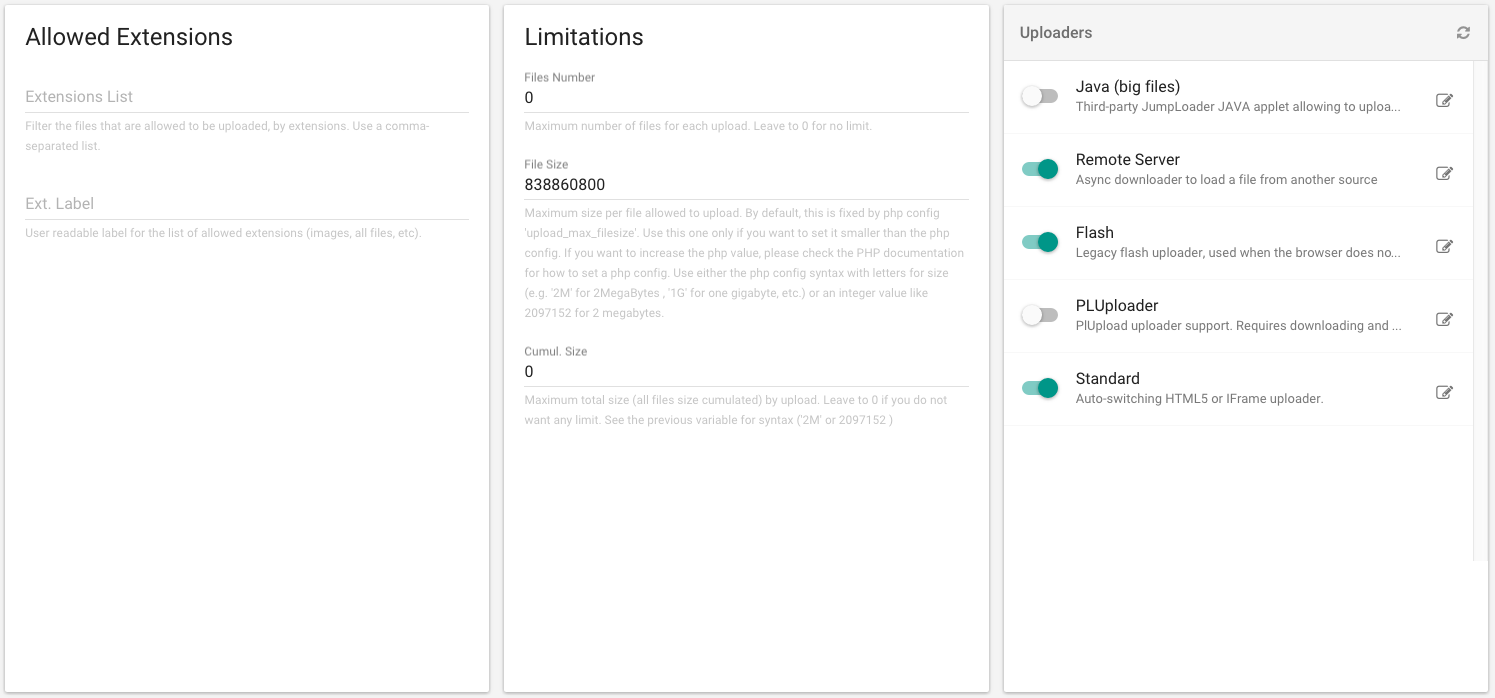 Allowed Extensions
Extensions List
Filter the files that are allowed to be uploaded, by extensions. Use a comma-
separated list.
Ext. Label
User readable label for the list of allowed extensions (images, all files, etc).
Limitations
Files Number
0
Maximum number of files for each upload. Leave to 0 for no limit.
File Size
838860800
Maximum size per file allowed to upload. By default, this is fixed by php config
'upload_max_filesize'. Use this one only if you want to set it smaller than the php
config. If you want to increase the php value, please check the PHP documentation
for how to set a php config. Use either the php config syntax with letters for size
(e.g. '2M' for 2MegaBytes , '1G' for one gigabyte, etc.) or an integer value like
2097152 for 2 megabytes.
Cumul. Size
0
Maximum total size (all files size cumulated) by upload. Leave to 0 if you do not
want any limit. See the previous variable for syntax ('2M' or 2097152 )
Uploaders
Java (big files)
Third-party JumpLoader JAVA applet allowing to uploa...
Remote Server
Async downloader to load a file from another source
Flash
Legacy flash uploader, used when the browser does no...
PLUploader
PlUpload uploader support. Requires downloading and ...
Standard
Auto-switching HTML5 or IFrame uploader.